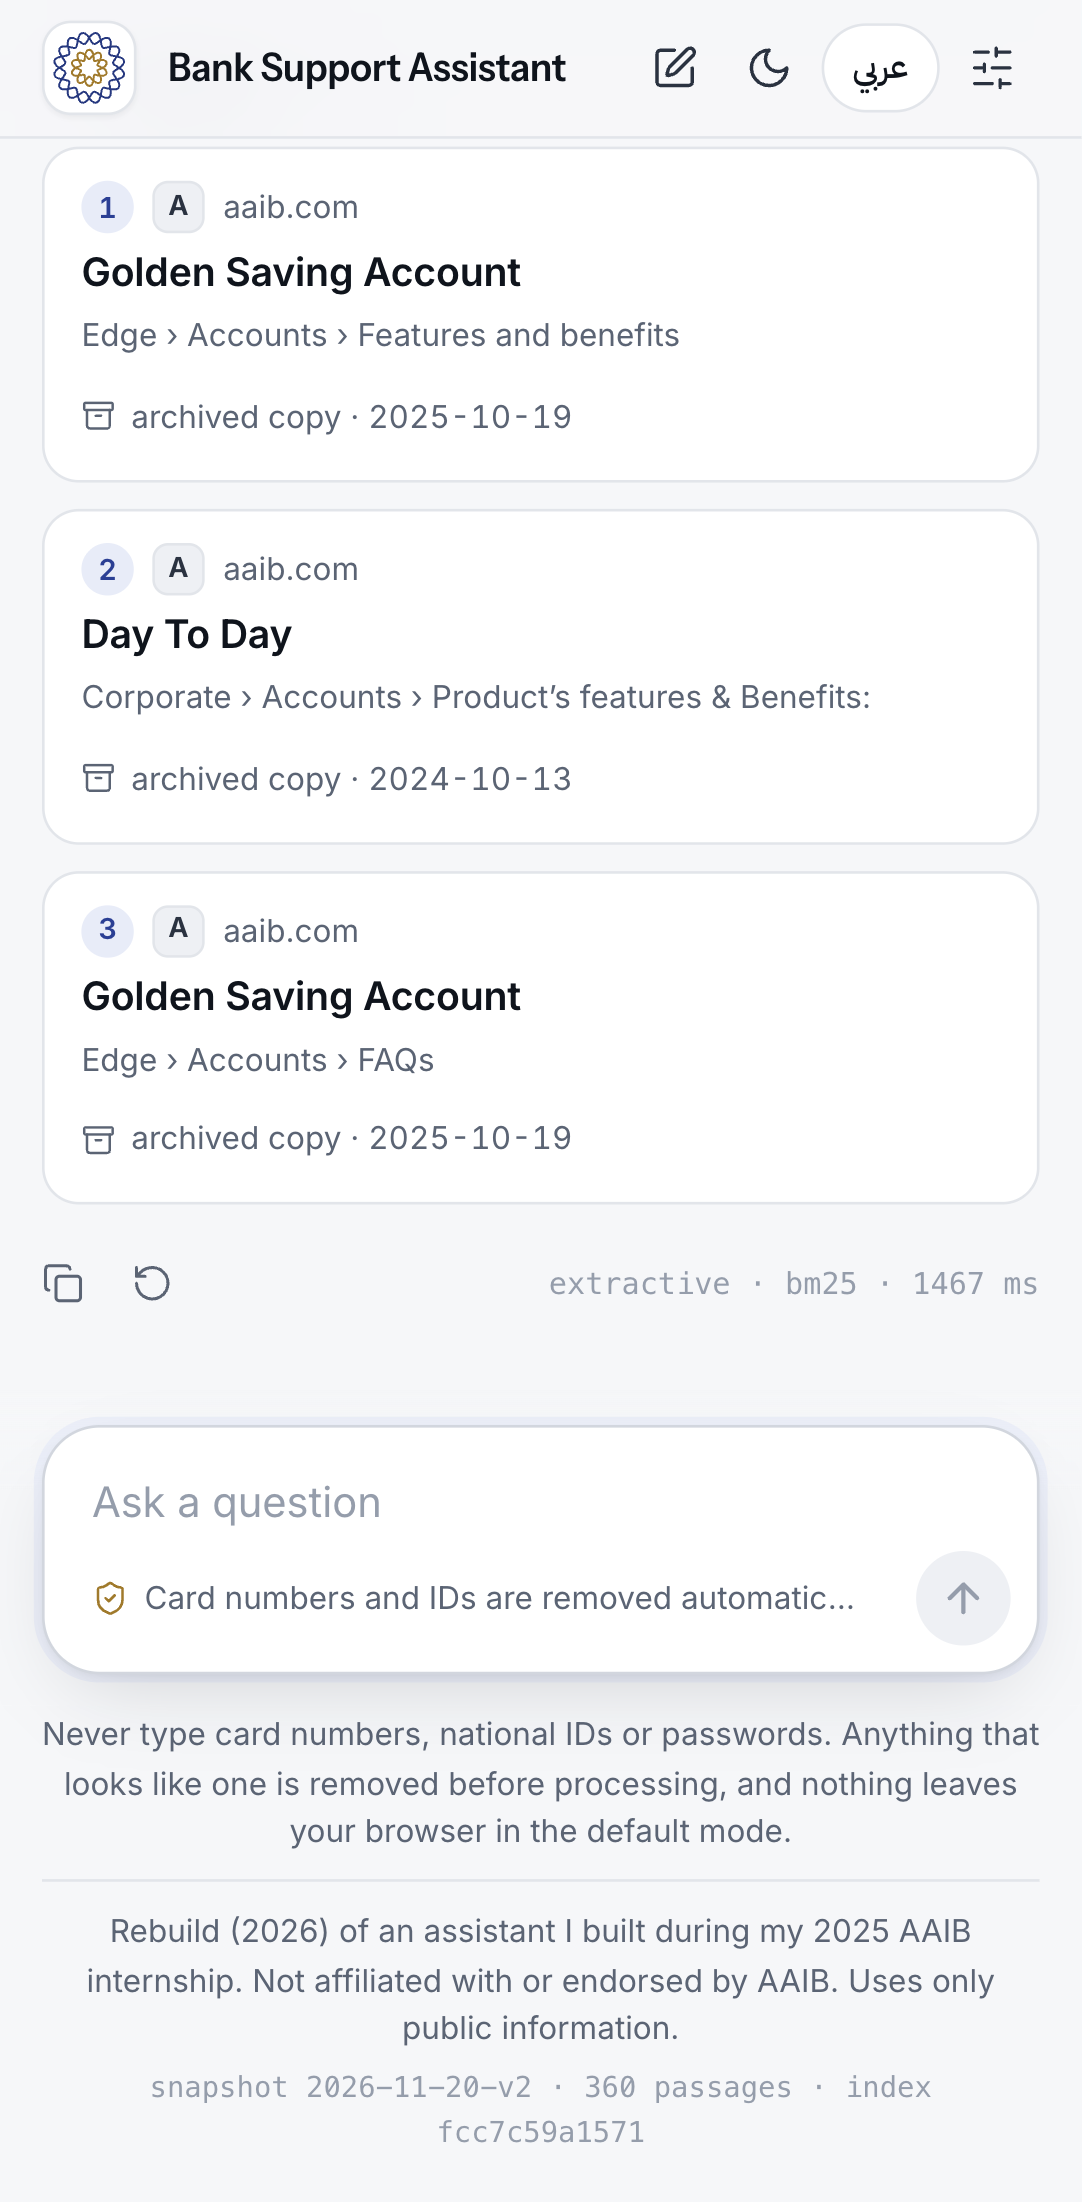 Bank Support Assistant
عربي
1 A aaib.com
Golden Saving Account
Edge › Accounts › Features and benefits
archived copy · 2025-10-19
2 A aaib.com
Day To Day
Corporate › Accounts › Product’s features & Benefits:
archived copy · 2024-10-13
3 A aaib.com
Golden Saving Account
Edge › Accounts › FAQs
archived copy · 2025-10-19
extractive · bm25 · 1467 ms
Ask a question
Card numbers and IDs are removed automatic...
Never type card numbers, national IDs or passwords. Anything that
looks like one is removed before processing, and nothing leaves
your browser in the default mode.
Rebuild (2026) of an assistant I built during my 2025 AAIB
internship. Not affiliated with or endorsed by AAIB. Uses only
public information.
snapshot 2026-11-20-v2 · 360 passages · index
fcc7c59a1571